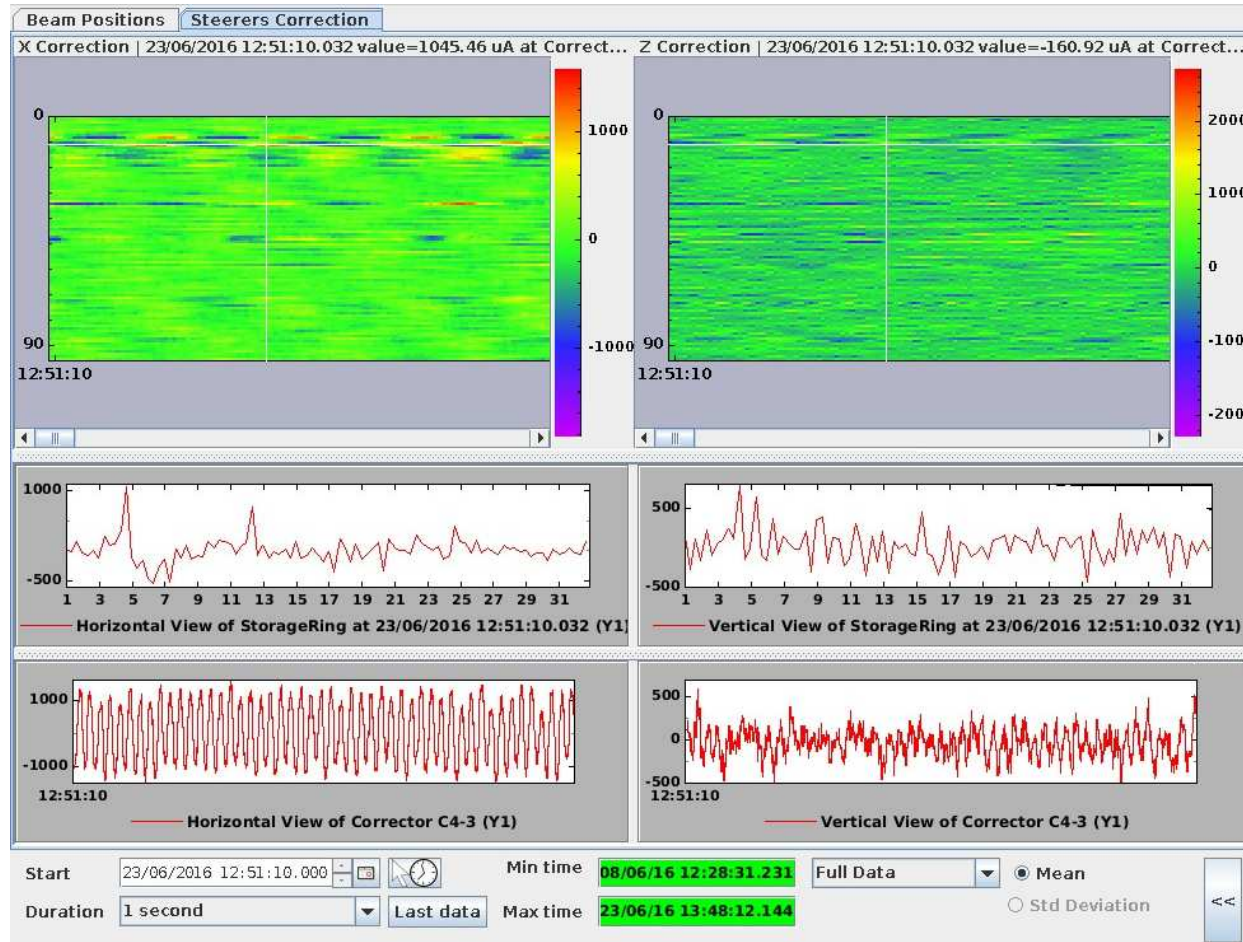 Beam Positions Steerers Correction
X Correction | 23/06/2016 12:51:10.032 value=1045.46 uA at Correct... Z Correction | 23/06/2016 12:51:10.032 value=-160.92 uA at Correct...
0 1000 0 -1000 90
12:51:10
0 2000 1000 0 -100 -200 90
12:51:10
1000
-500
1 3 5 7 9 11 13 15 17 19 21 23 25 27 29 31
Horizontal View of StorageRing at 23/06/2016 12:51:10.032 (Y1)
500
-500
1 3 5 7 9 11 13 15 17 19 21 23 25 27 29 31
Vertical View of StorageRing at 23/06/2016 12:51:10.032 (Y1)
1000
-1000
12:51:10
Horizontal View of Corrector C4-3 (Y1)
500
0
-500
12:51:10
Vertical View of Corrector C4-3 (Y1)
Start 23/06/2016 12:51:10.000 Min time 08/06/16 12:28:31.231 Full Data Mean
Duration 1 second Last data Max time 23/06/16 13:48:12.144 Std Deviation <<